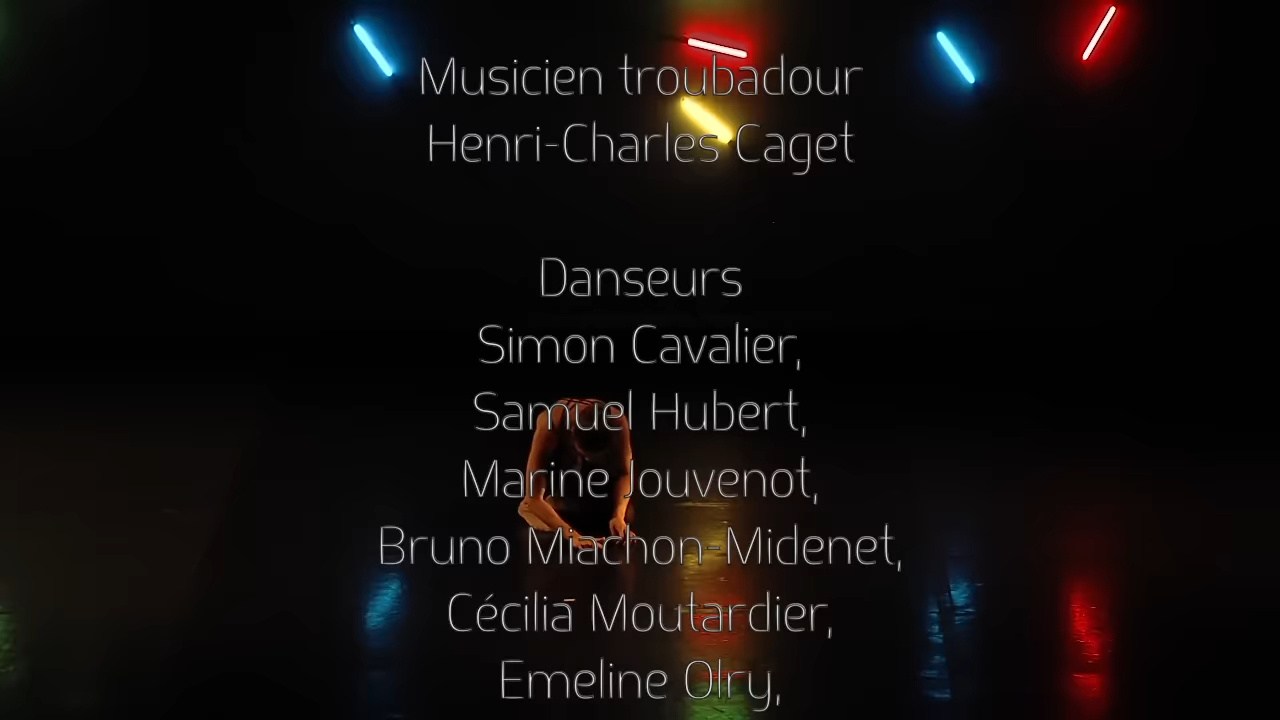 Musicien troubadour
Henri-Charles Caget
Danseurs
Simon Cavalier,
Samuel Hubert,
Marine Jouvenot,
Bruno Miachon-Midenet,
Cécilia Moutardier,
Emeline Olry,